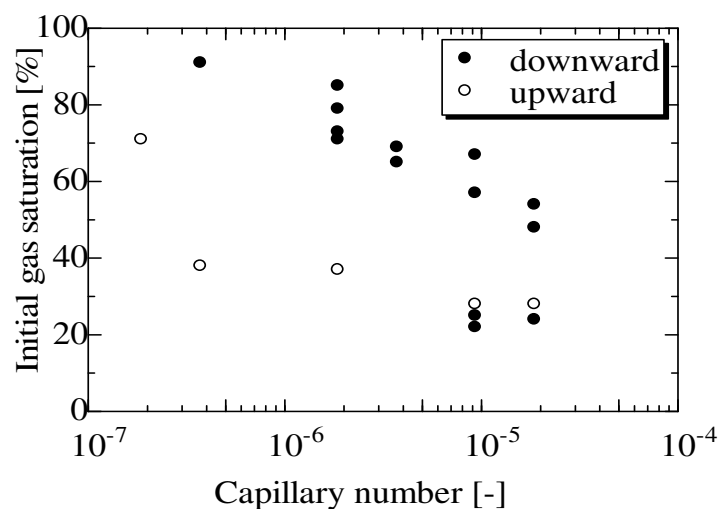 100
80
60
40
20
0
Initial gas saturation [%]
downward
upward
10^-7
10^-6
10^-5
10^-4
Capillary number [-]